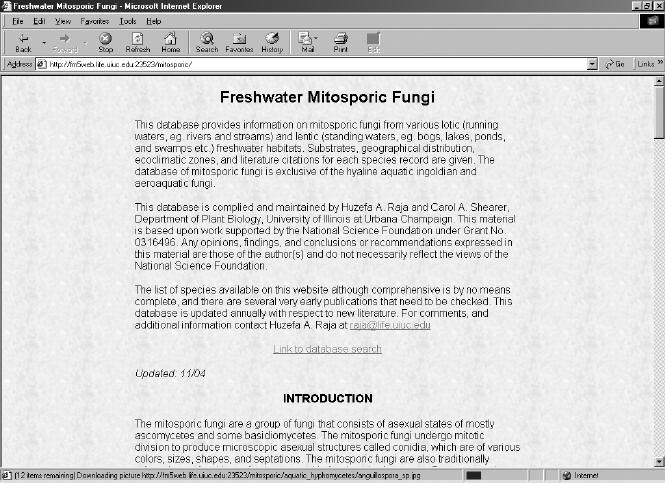 Freshwater Mitosporic Fungi - Microsoft Internet Explorer
File Edit View Favorites Tools Help
Back Forward Stop Refresh Home Search Favorites History Mail Print Edit
Address http://fm5web.life.uiuc.edu:23523/mitosporic/ Go Links »
Freshwater Mitosporic Fungi
This database provides information on mitosporic fungi from various lotic (running
waters, eg. rivers and streams) and lentic (standing waters, eg. bogs, lakes, ponds,
and swamps etc.) freshwater habitats. Substrates, geographical distribution,
ecoclimatic zones, and literature citations for each species record are given. The
database of mitosporic fungi is exclusive of the hyaline aquatic ingoldian and
aeroaquatic fungi.
This database is complied and maintained by Huzefa A. Raja and Carol A. Shearer,
Department of Plant Biology, University of Illinois at Urbana Champaign. This material
is based upon work supported by the National Science Foundation under Grant No.
0316496. Any opinions, findings, and conclusions or recommendations expressed in
this material are those of the author(s) and do not necessarily reflect the views of the
National Science Foundation.
The list of species available on this website although comprehensive is by no means
complete, and there are several very early publications that need to be checked. This
database is updated annually with respect to new literature. For comments, and
additional information contact Huzefa A. Raja at raja@life.uiuc.edu
Link to database search
Updated: 11/04
INTRODUCTION
The mitosporic fungi are a group of fungi that consists of asexual states of mostly
ascomycetes and some basidiomycetes. The mitosporic fungi undergo mitotic
division to produce microscopic asexual structures called conidia, which are of various
colors, sizes, shapes, and septations. The mitosporic fungi are also traditionally
(12 items remaining) Downloading picture http://fm5web.life.uiuc.edu:23523/mitosporic/aquatic_hyphomycetes/anguillospora_sp.jpg Internet